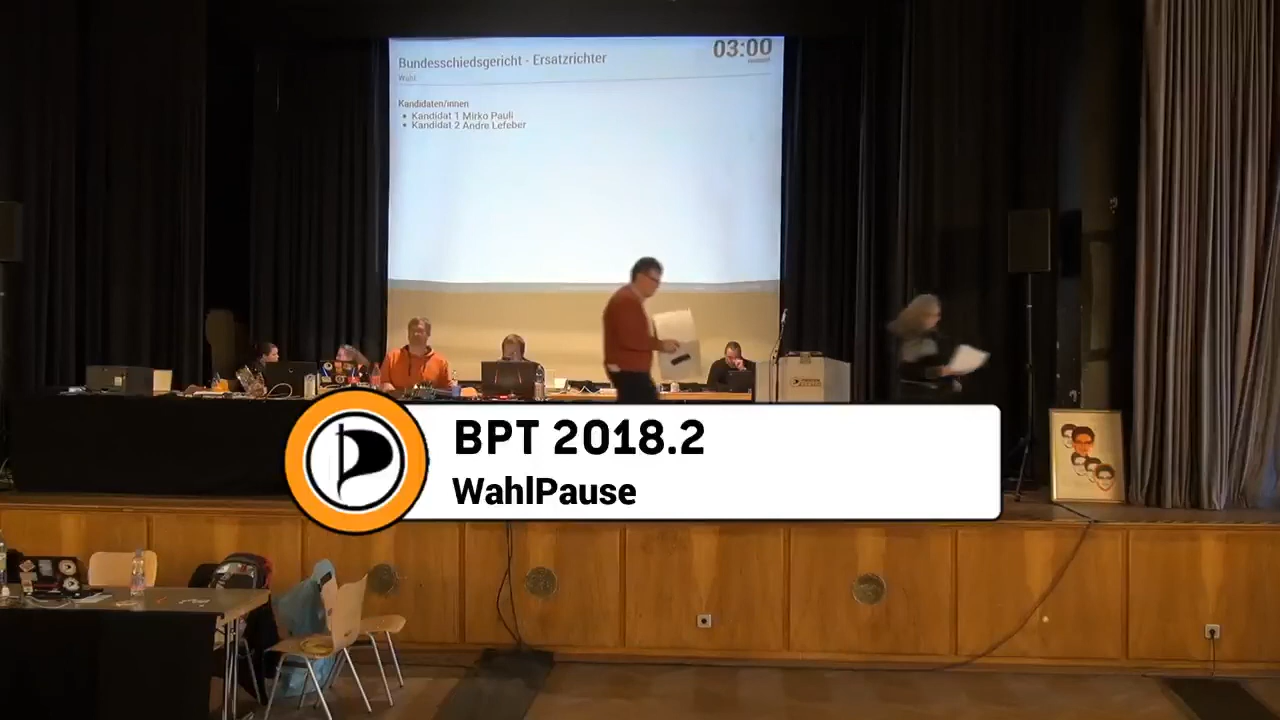 03:00
Bundesschiedsgericht - Ersatzrichter
Wahl
Kandidaten/innen
• Kandidat 1 Mirko Pauli
• Kandidat 2 Andre Lefeber
BPT 2018.2
WahlPause